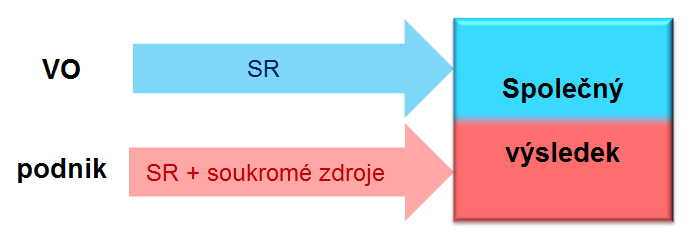 VO
SR
Společný
výsledek
podnik
SR + soukromé zdroje